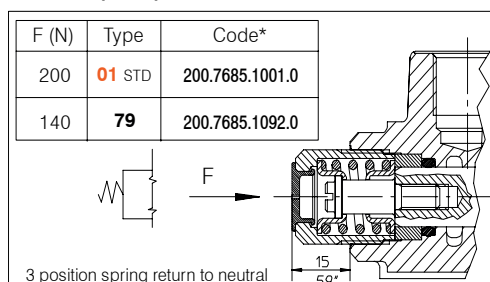 F (N) Type Code*
200 01 STD 200.7685.1001.0
140 79 200.7685.1092.0
F
15
.59"
3 position spring return to neutral